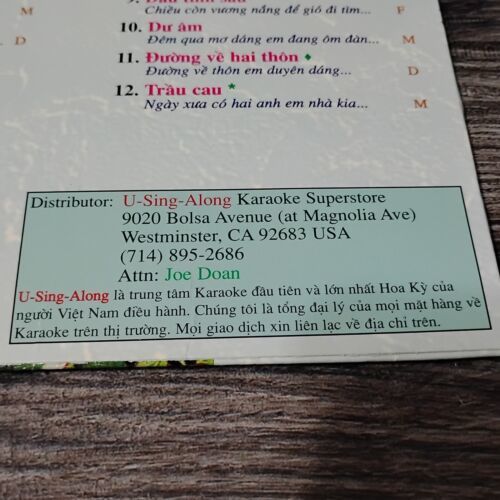 9.
M Chiều còn vương nắng để gió đi tìm... F
10. Dư âm
D Đêm qua mơ dáng em đang ôm đàn... M
11. Đường về hai thôn ♦
Đường về thôn em duyên dáng... D
12. Trầu cau *
Ngày xưa có hai anh em nhà kia... M
Distributor: U-Sing-Along Karaoke Superstore
9020 Bolsa Avenue (at Magnolia Ave)
Westminster, CA 92683 USA
(714) 895-2686
Attn: Joe Doan
U-Sing-Along là trung tâm Karaoke đầu tiên và lớn nhất Hoa Kỳ của
người Việt Nam điều hành. Chúng tôi là tổng đại lý của mọi mặt hàng về
Karaoke trên thị trường. Mọi giao dịch xin liên lạc về địa chỉ trên.